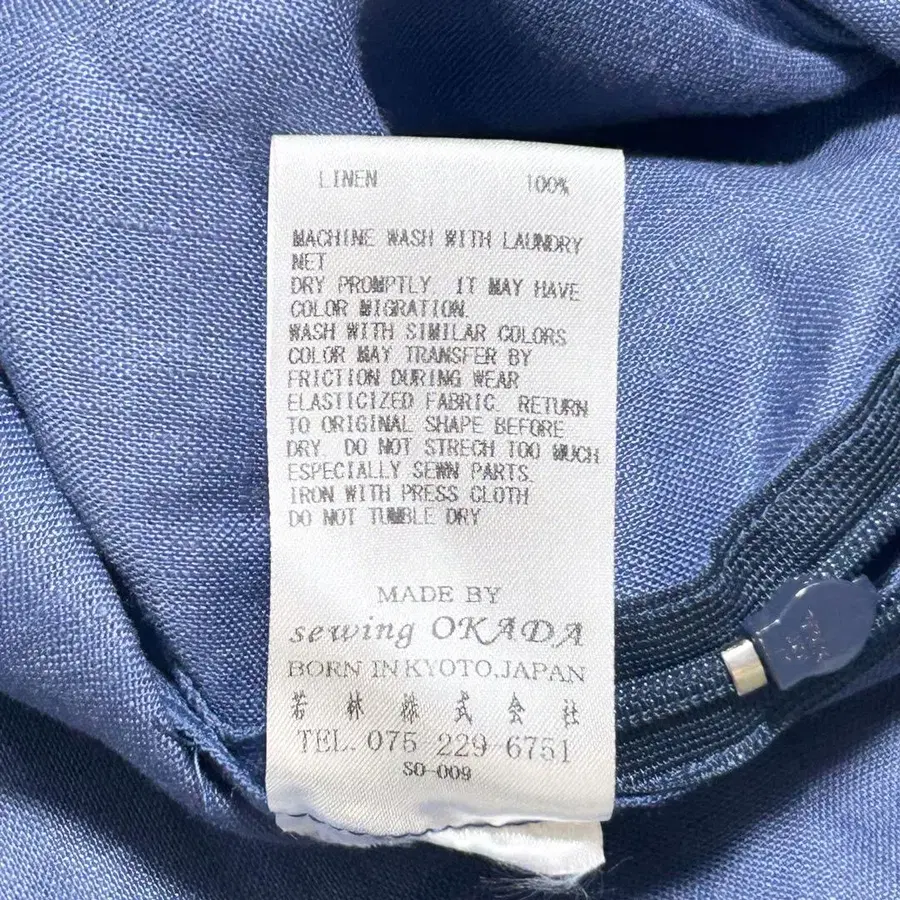 LINEN 100%
MACHINE WASH WITH LAUNDRY
NET
DRY PROMPTLY. IT MAY HAVE
COLOR MIGRATION.
WASH WITH SIMILAR COLORS
COLOR MAY TRANSFER BY
FRICTION DURING WEAR
ELASTICIZED FABRIC. RETURN
TO ORIGINAL SHAPE BEFORE
DRY. DO NOT STRECH TOO MUCH
ESPECIALLY SEWN PARTS.
IRON WITH PRESS CLOTH
DO NOT TUMBLE DRY
MADE BY
sewing OKADA
BORN IN KYOTO,JAPAN
若林株式会社
TEL. 075-229-6751
SO-009